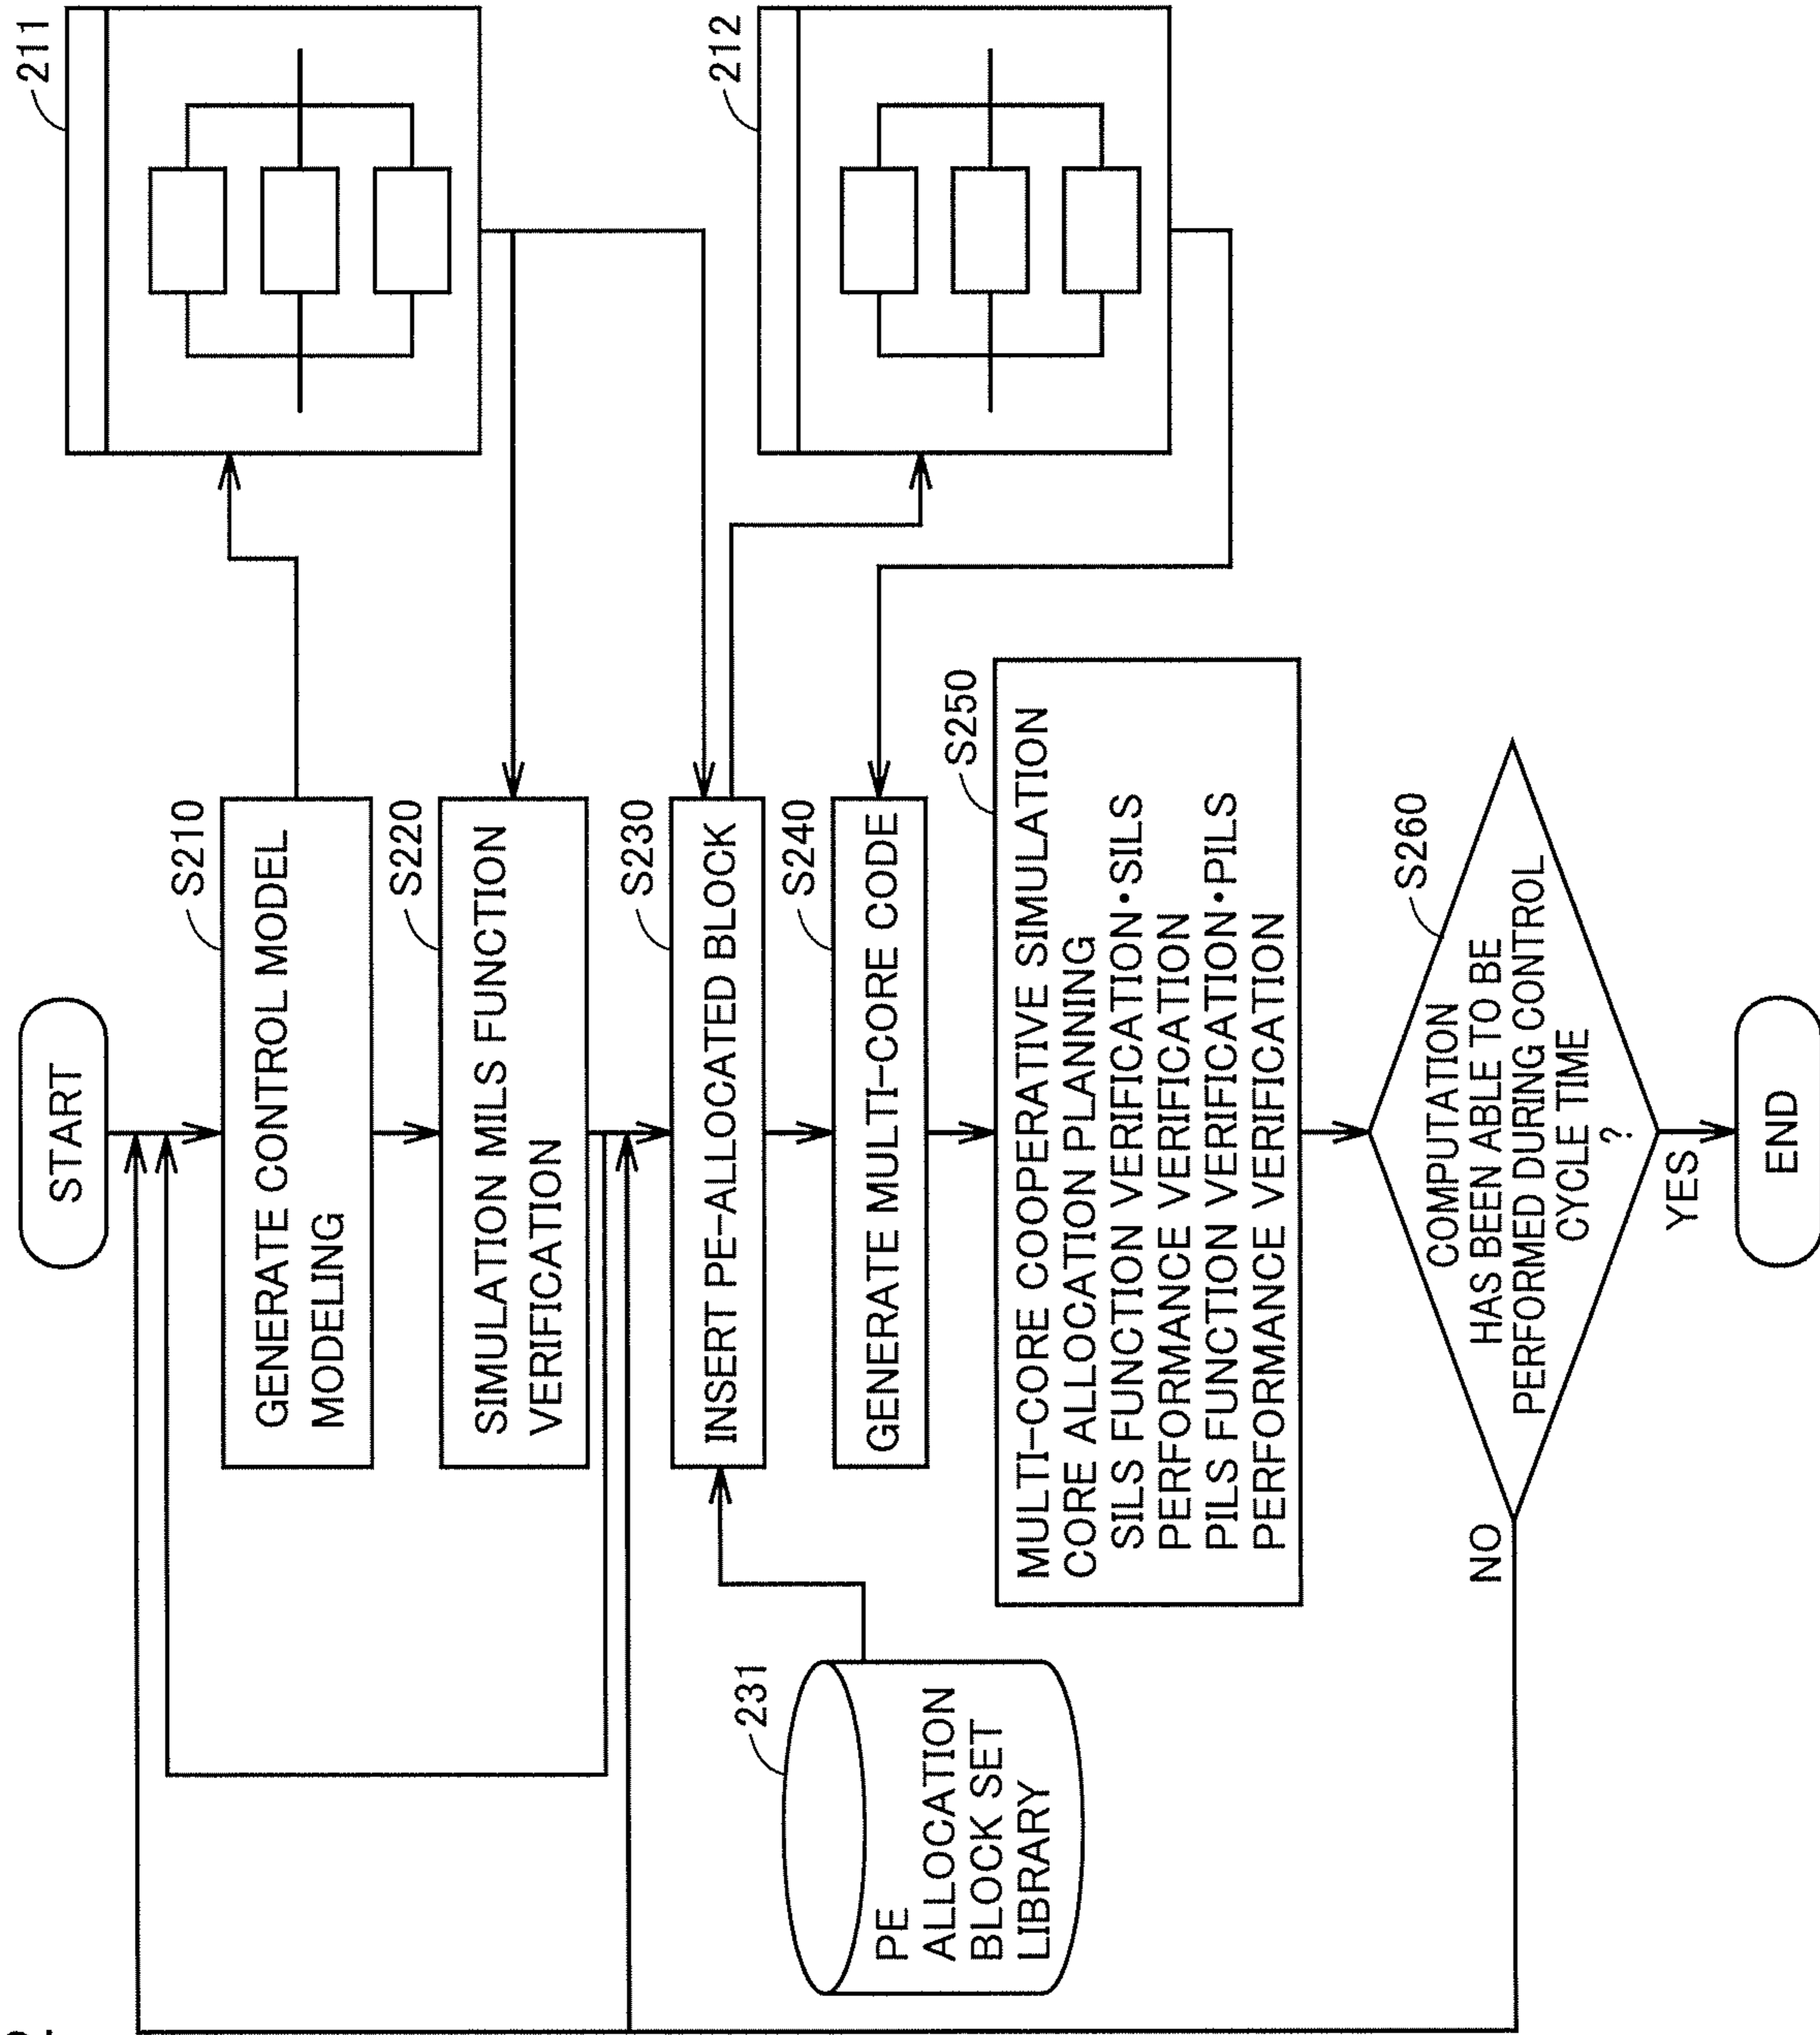 START
S210
GENERATE CONTROL MODEL
MODELING
211
S220
SIMULATION MILS FUNCTION
VERIFICATION
S230
INSERT PE-ALLOCATED BLOCK
231
PE
ALLOCATION
BLOCK SET
LIBRARY
212
S240
GENERATE MULTI-CORE CODE
S250
MULTI-CORE COOPERATIVE SIMULATION
CORE ALLOCATION PLANNING
SILS FUNCTION VERIFICATION・SILS
PERFORMANCE VERIFICATION
PILS FUNCTION VERIFICATION・PILS
PERFORMANCE VERIFICATION
S260
COMPUTATION
HAS BEEN ABLE TO BE
PERFORMED DURING CONTROL
CYCLE TIME
?
NO
YES
END